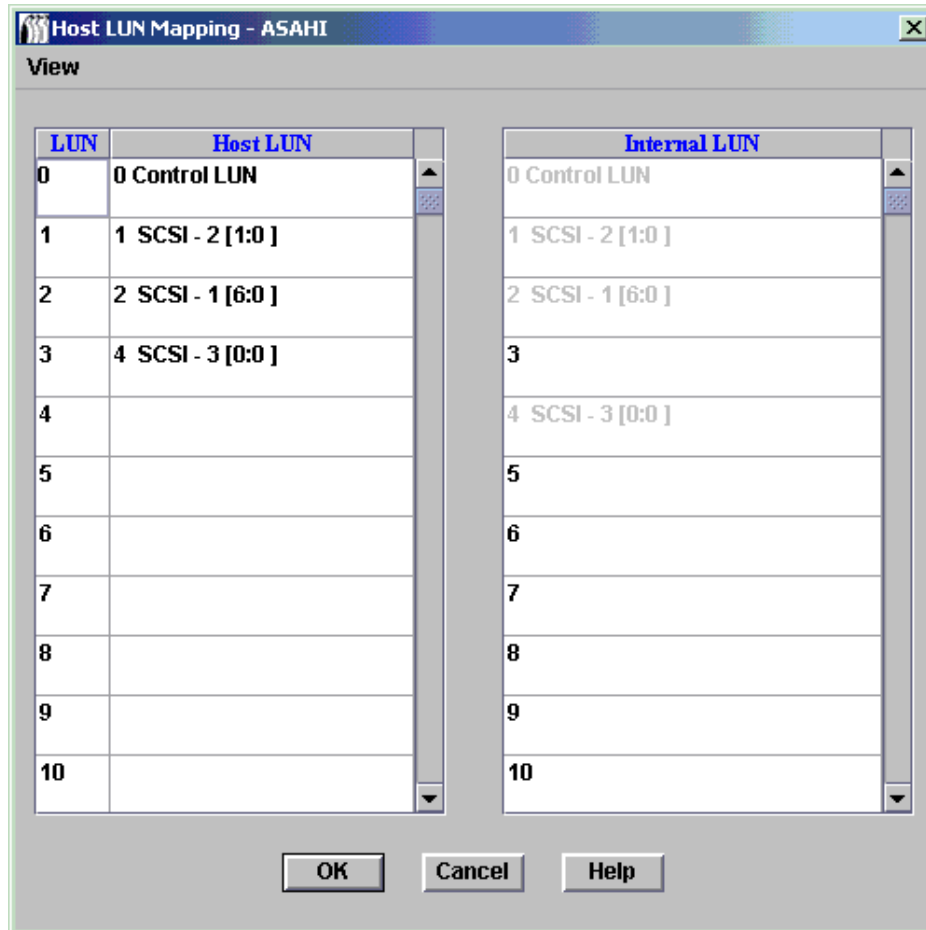 Host LUN Mapping - ASAHI
View
LUN Host LUN Internal LUN
0 0 Control LUN 0 Control LUN
1 1 SCSI - 2 [1:0 ] 1 SCSI - 2 [1:0 ]
2 2 SCSI - 1 [6:0 ] 2 SCSI - 1 [6:0 ]
3 4 SCSI - 3 [0:0 ] 3
4 4 SCSI - 3 [0:0 ]
5 5
6 6
7 7
8 8
9 9
10 10
OK Cancel Help